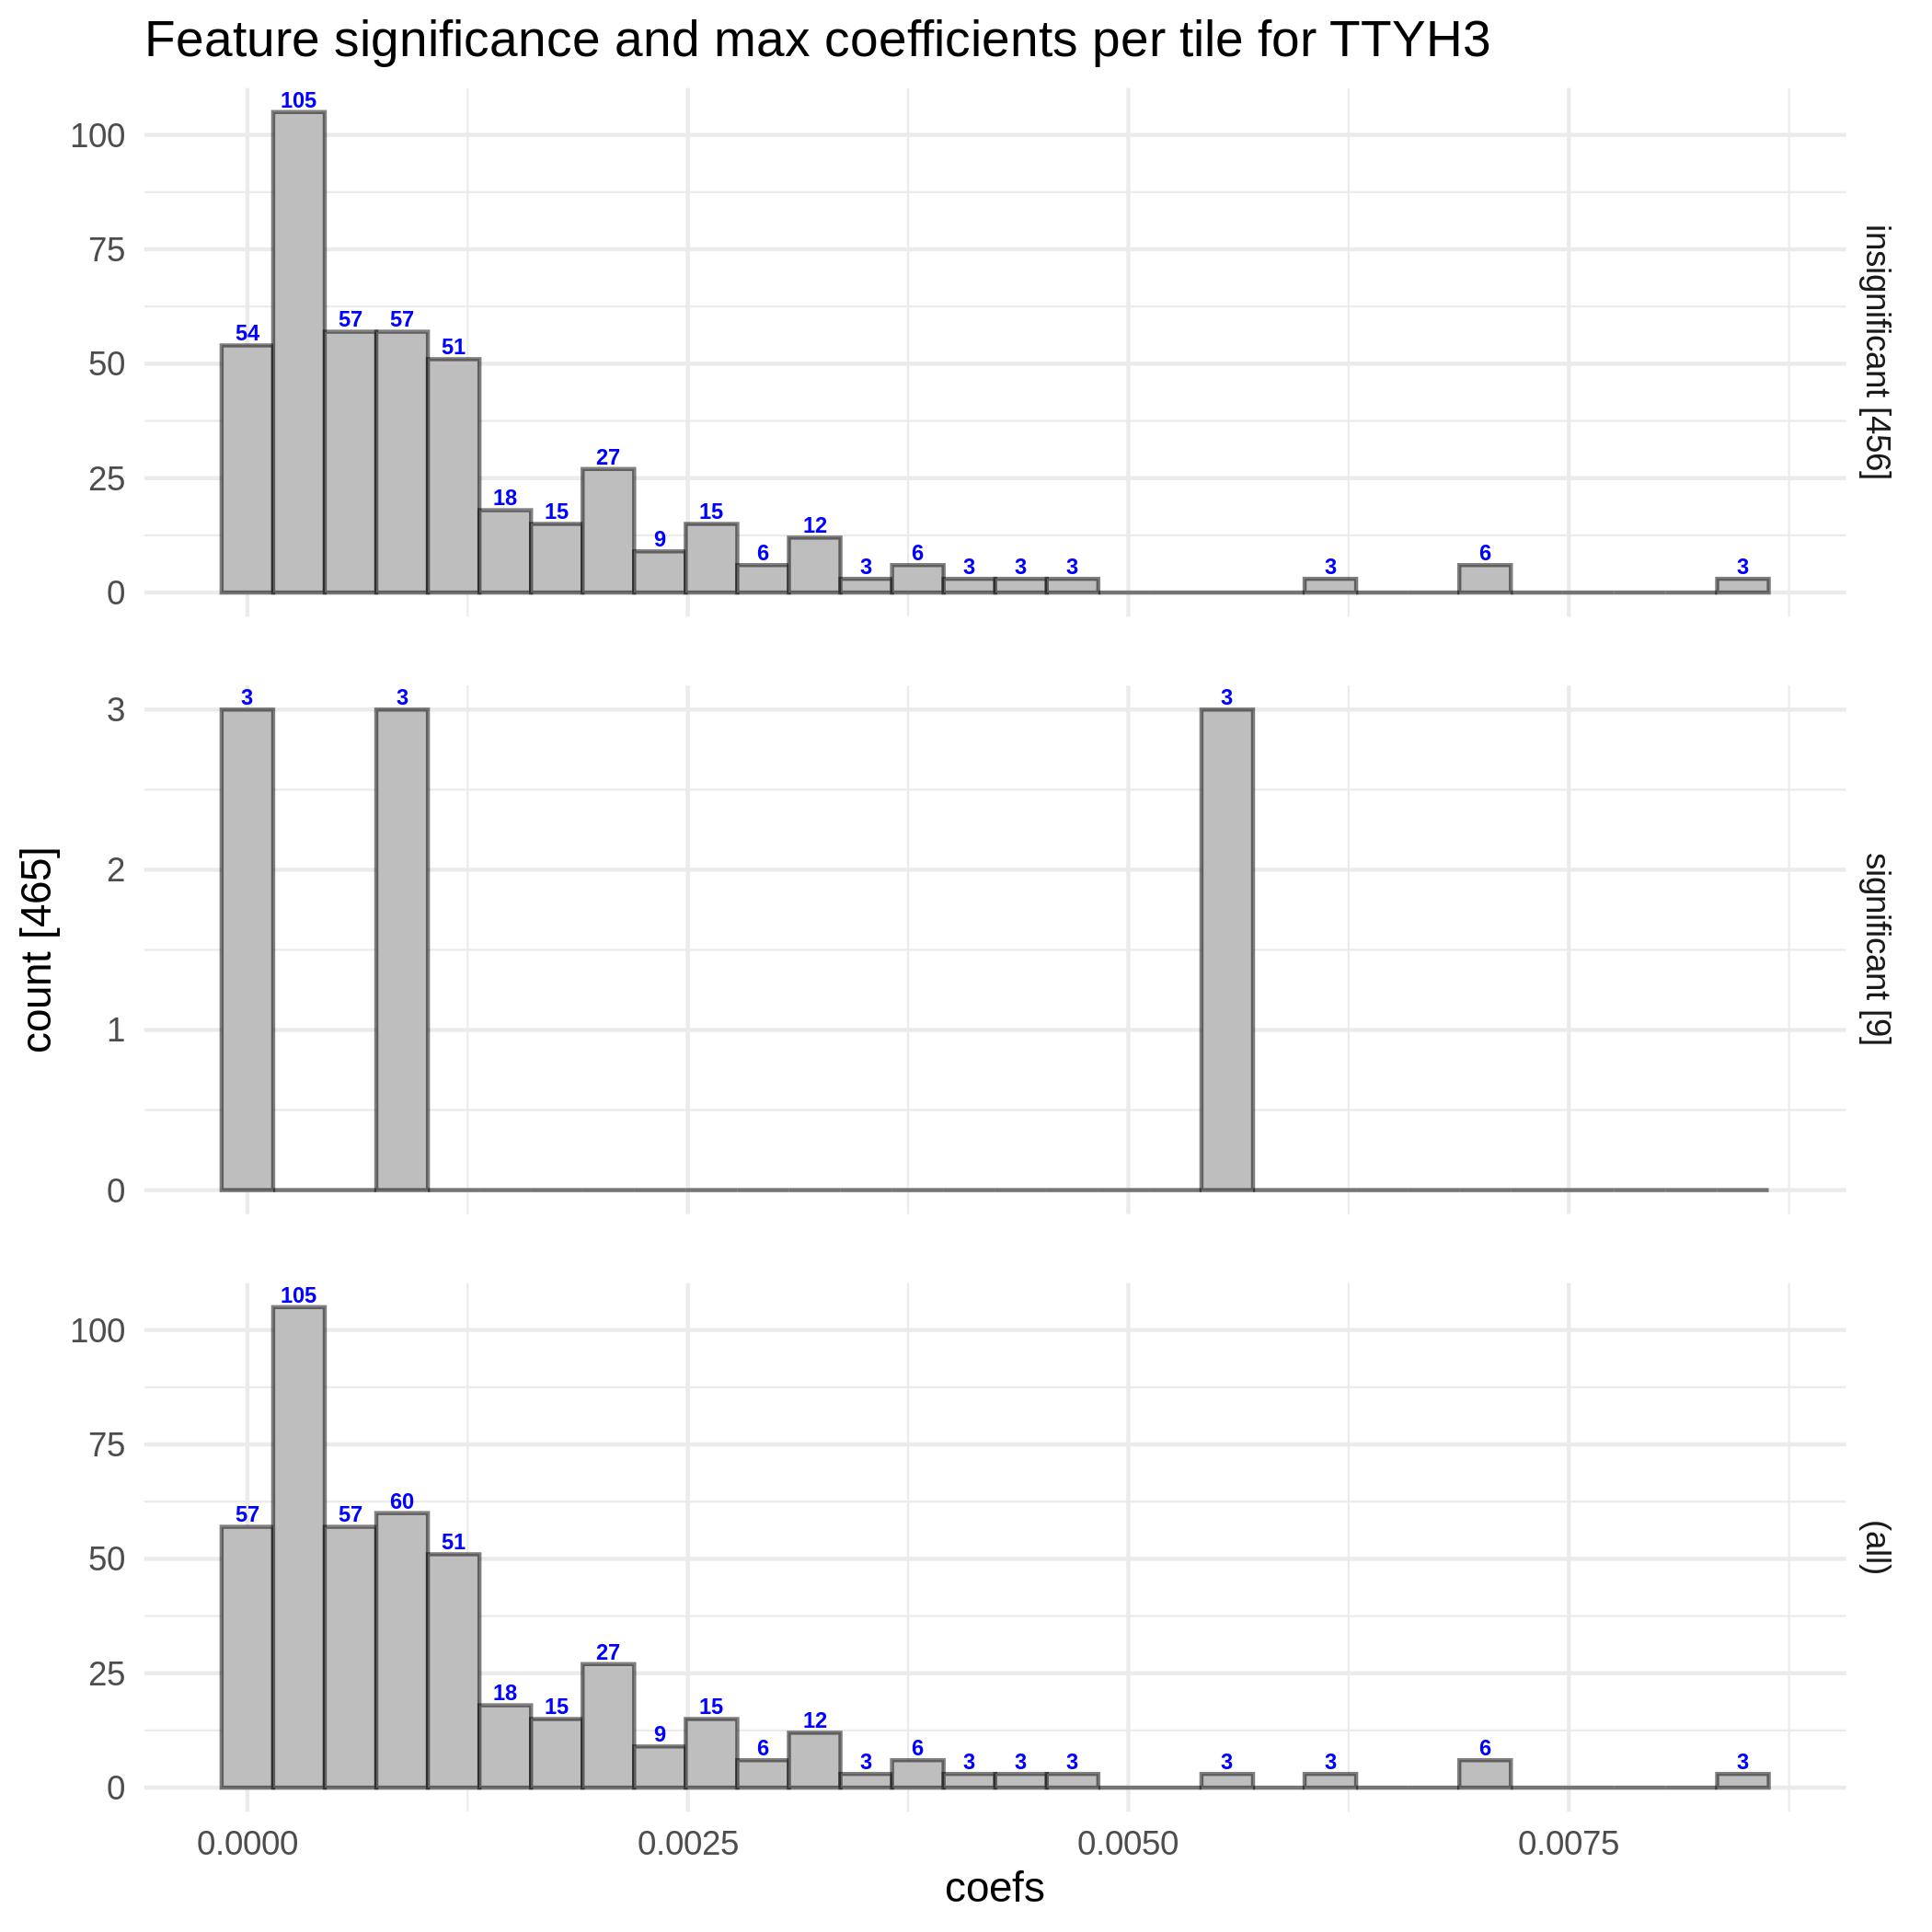 Feature significance and max coefficients per tile for TTYH3
105
100
75
57 57
54
51
50
27
25
18
15 15
12
9
6 6 6
3 3 3 3 3 3
0
insignificant [456]
3 3 3
3
2
1
0
significant [9]
count [465]
105
100
75
60
57 57
51
50
27
25
18
15 15
12
9
6 6 6
3 3 3 3 3 3 3
0
(all)
0.0000 0.0025 0.0050 0.0075
coefs